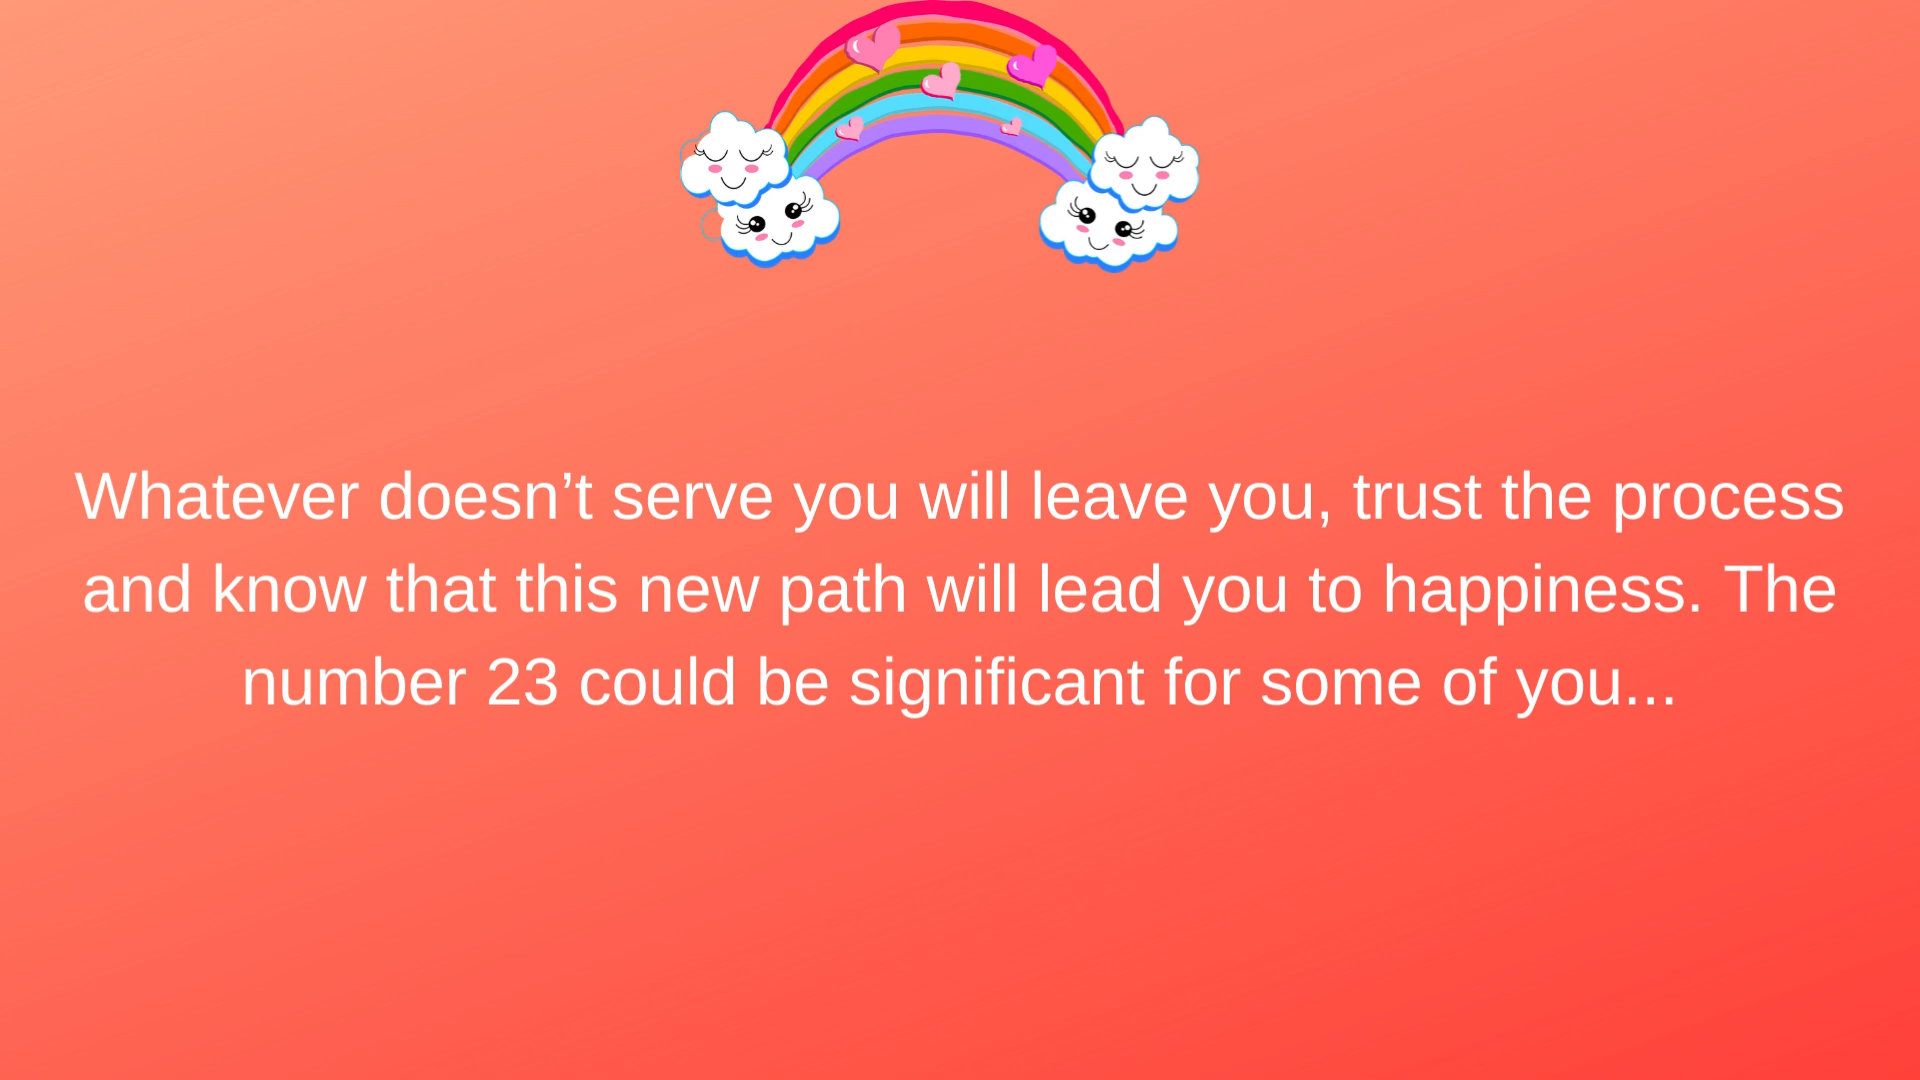 Whatever doesn’t serve you will leave you, trust the process
and know that this new path will lead you to happiness. The
number 23 could be significant for some of you...